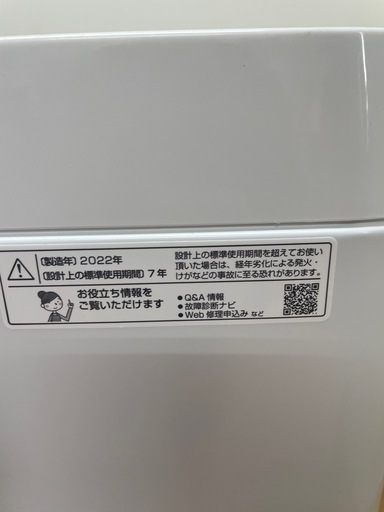 〔製造年〕2022年
〔設計上の標準使用期間〕7年
設計上の標準使用期間を超えてお使い
頂いた場合は、経年劣化による発火・
けがなどの事故に至る恐れがあります。
お役立ち情報を
ご覧いただけます
●Q&A 情報
●故障診断ナビ
●Web 修理申込み など